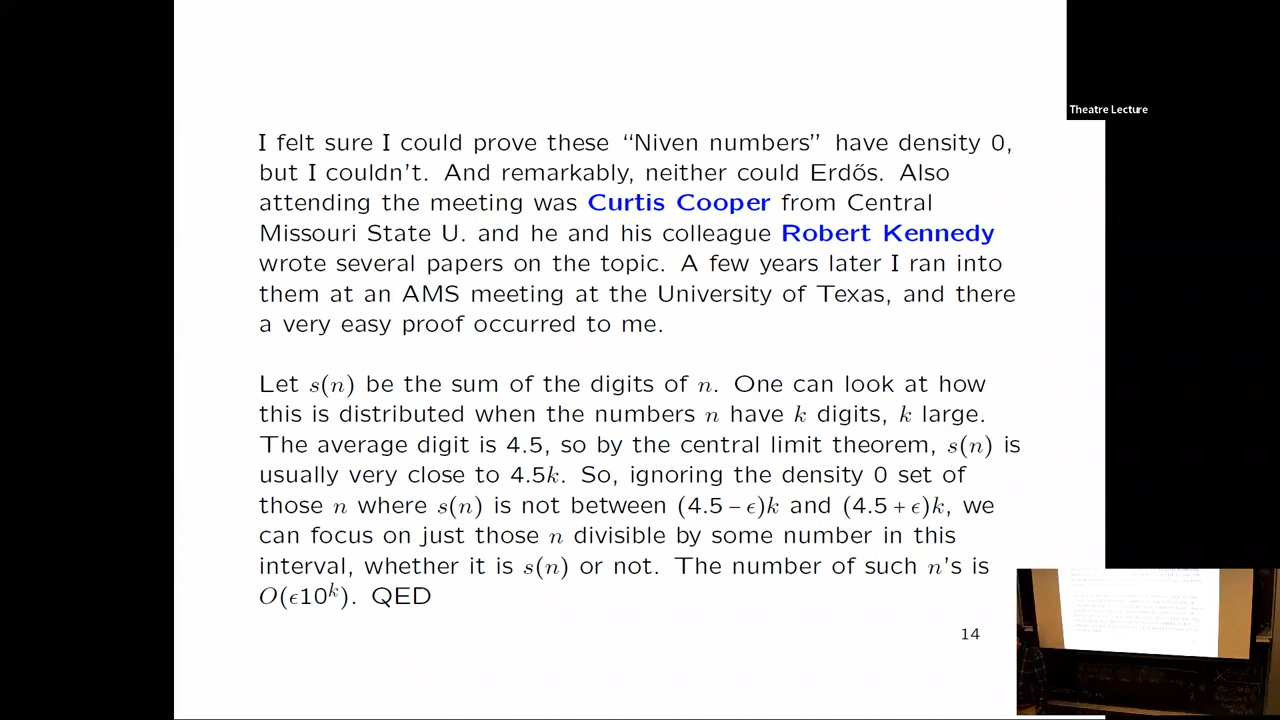 Theatre Lecture
I felt sure I could prove these “Niven numbers” have density 0,
but I couldn’t. And remarkably, neither could Erdős. Also
attending the meeting was Curtis Cooper from Central
Missouri State U. and he and his colleague Robert Kennedy
wrote several papers on the topic. A few years later I ran into
them at an AMS meeting at the University of Texas, and there
a very easy proof occurred to me.
Let s(n) be the sum of the digits of n. One can look at how
this is distributed when the numbers n have k digits, k large.
The average digit is 4.5, so by the central limit theorem, s(n) is
usually very close to 4.5k. So, ignoring the density 0 set of
those n where s(n) is not between (4.5 − ϵ)k and (4.5 + ϵ)k, we
can focus on just those n divisible by some number in this
interval, whether it is s(n) or not. The number of such n’s is
O(ϵ10^k). QED
14